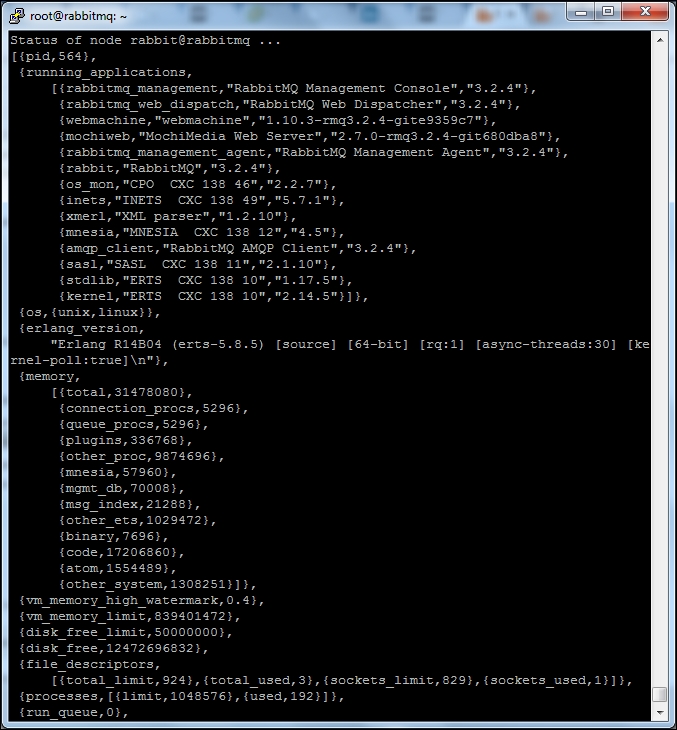 root@rabbitmq: ~
Status of node rabbit@rabbitmq ...
[{pid,564},
 {running_applications,
     [{rabbitmq_management,"RabbitMQ Management Console","3.2.4"},
      {rabbitmq_web_dispatch,"RabbitMQ Web Dispatcher","3.2.4"},
      {webmachine,"webmachine","1.10.3-rmq3.2.4-gite9359c7"},
      {mochiweb,"MochiMedia Web Server","2.7.0-rmq3.2.4-git680dba8"},
      {rabbitmq_management_agent,"RabbitMQ Management Agent","3.2.4"},
      {rabbit,"RabbitMQ","3.2.4"},
      {os_mon,"CPO  CXC 138 46","2.2.7"},
      {inets,"INETS  CXC 138 49","5.7.1"},
      {xmerl,"XML parser","1.2.10"},
      {mnesia,"MNESIA  CXC 138 12","4.5"},
      {amqp_client,"RabbitMQ AMQP Client","3.2.4"},
      {sasl,"SASL  CXC 138 11","2.1.10"},
      {stdlib,"ERTS  CXC 138 10","1.17.5"},
      {kernel,"ERTS  CXC 138 10","2.14.5"}]},
 {os,{unix,linux}},
 {erlang_version,
     "Erlang R14B04 (erts-5.8.5) [source] [64-bit] [rq:1] [async-threads:30] [ke
rnel-poll:true]\n"},
 {memory,
     [{total,31478080},
      {connection_procs,5296},
      {queue_procs,5296},
      {plugins,336768},
      {other_proc,9874696},
      {mnesia,57960},
      {mgmt_db,70008},
      {msg_index,21288},
      {other_ets,1029472},
      {binary,7696},
      {code,17206860},
      {atom,1554489},
      {other_system,1308251}]},
 {vm_memory_high_watermark,0.4},
 {vm_memory_limit,839401472},
 {disk_free_limit,50000000},
 {disk_free,12472696832},
 {file_descriptors,
     [{total_limit,924},{total_used,3},{sockets_limit,829},{sockets_used,1}]},
 {processes,[{limit,1048576},{used,192}]},
 {run_queue,0},